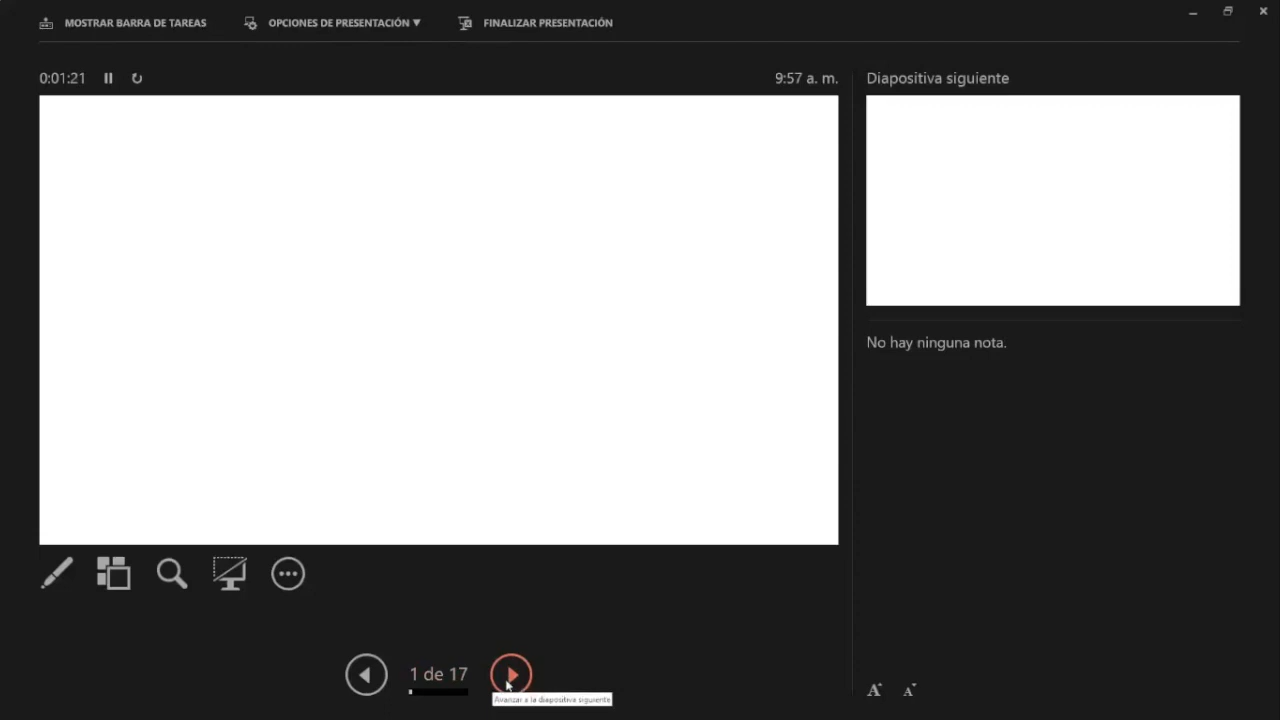 MOSTRAR BARRA DE TAREAS
OPCIONES DE PRESENTACIÓN ▼
FINALIZAR PRESENTACIÓN
0:01:21
9:57 a. m.
Diapositiva siguiente
No hay ninguna nota.
1 de 17
Avanzar a la diapositiva siguiente
A A